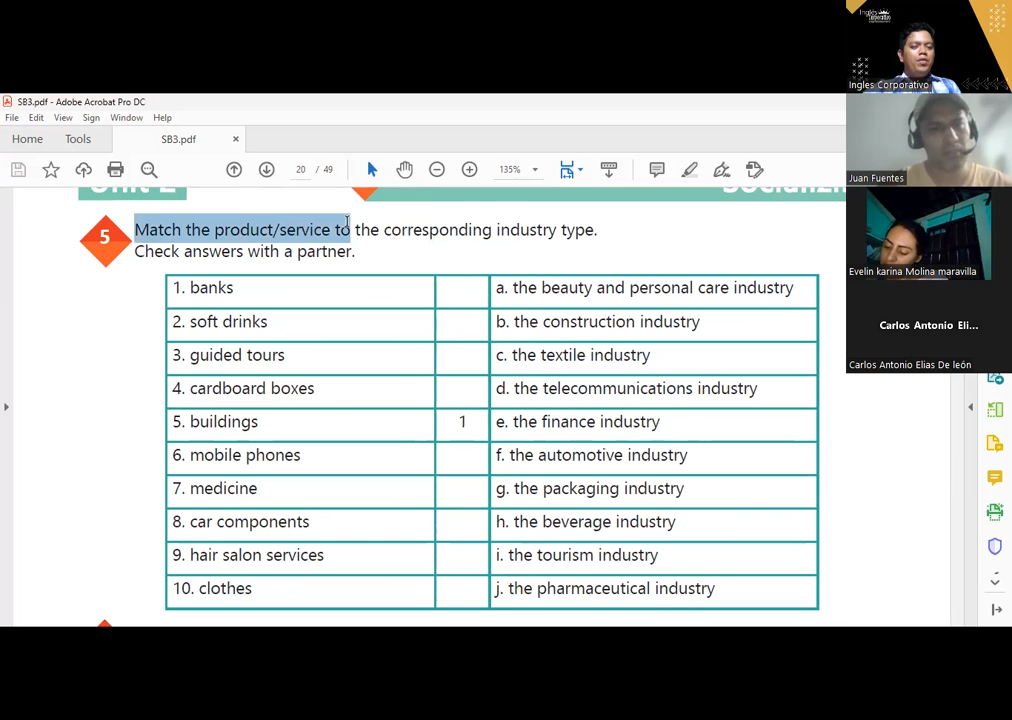 Inglés
Corporativo
Ingles Corporativo
SB3.pdf - Adobe Acrobat Pro DC
File Edit View Sign Window Help
Home Tools SB3.pdf ×
20 / 49 135%
Juan Fuentes
Unit 2 Socializin
5 Match the product/service to the corresponding industry type.
Check answers with a partner.
Evelin karina Molina maravilla
1. banks a. the beauty and personal care industry
2. soft drinks b. the construction industry
Carlos Antonio Eli...
3. guided tours c. the textile industry
Carlos Antonio Elias De león
4. cardboard boxes d. the telecommunications industry
5. buildings 1 e. the finance industry
6. mobile phones f. the automotive industry
7. medicine g. the packaging industry
8. car components h. the beverage industry
9. hair salon services i. the tourism industry
10. clothes j. the pharmaceutical industry